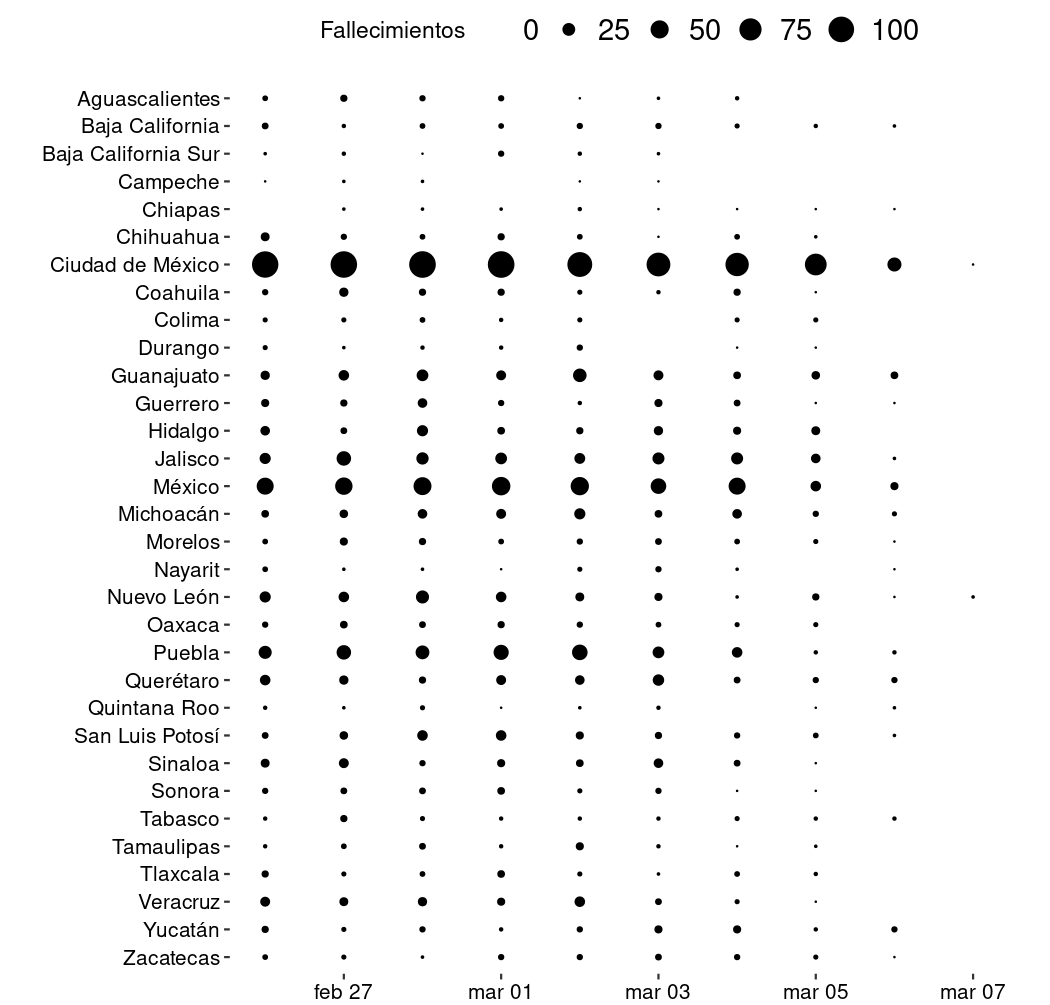 Fallecimientos 0 25 50 75 100
Aguascalientes
Baja California
Baja California Sur
Campeche
Chiapas
Chihuahua
Ciudad de México
Coahuila
Colima
Durango
Guanajuato
Guerrero
Hidalgo
Jalisco
México
Michoacán
Morelos
Nayarit
Nuevo León
Oaxaca
Puebla
Querétaro
Quintana Roo
San Luis Potosí
Sinaloa
Sonora
Tabasco
Tamaulipas
Tlaxcala
Veracruz
Yucatán
Zacatecas
feb 27 mar 01 mar 03 mar 05 mar 07